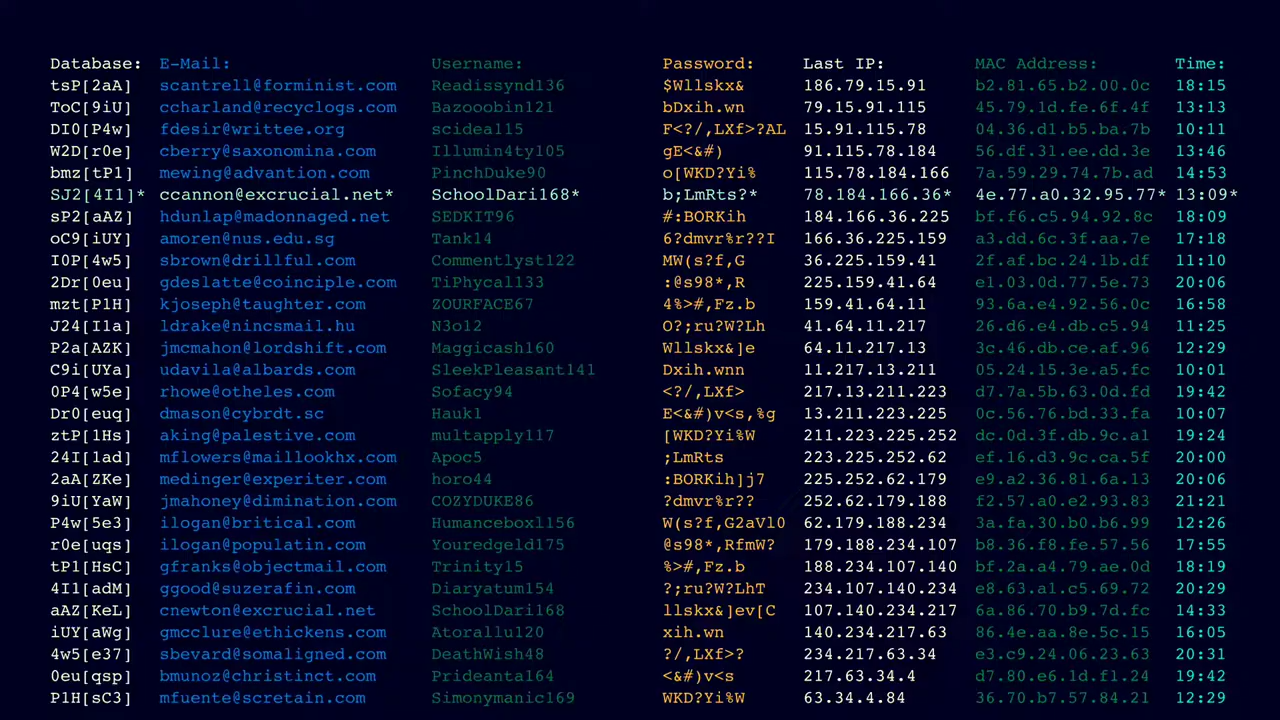 Database: E-Mail: Username: Password: Last IP: MAC Address: Time:
tsP[2aA] scantrell@forminist.com Readissynd136 $Wllskx& 186.79.15.91 b2.81.65.b2.00.0c 18:15
ToC[9iU] ccharland@recyclogs.com Bazooobin121 bDxih.wn 79.15.91.115 45.79.1d.fe.6f.4f 13:13
DI0[P4w] fdesir@writtee.org scidea115 F<?/,LXf>?AL 15.91.115.78 04.36.d1.b5.ba.7b 10:11
W2D[r0e] cberry@saxonomina.com Illumin4ty105 gE<&#) 91.115.78.184 56.df.31.ee.dd.3e 13:46
bmz[tP1] mewing@advantion.com PinchDuke90 o[WKD?Yi% 115.78.184.166 7a.59.29.74.7b.ad 14:53
SJ2[4I1]* ccannon@excrucial.net* SchoolDari168* b;LmRts?* 78.184.166.36* 4e.77.a0.32.95.77* 13:09*
sP2[aAZ] hdunlap@madonnaged.net SEDKIT96 #:BORKih 184.166.36.225 bf.f6.c5.94.92.8c 18:09
oC9[iUY] amoren@nus.edu.sg Tank14 6?dmvr%r??I 166.36.225.159 a3.dd.6c.3f.aa.7e 17:18
I0P[4w5] sbrown@drillful.com Commentlyst122 MW(s?f,G 36.225.159.41 2f.af.bc.24.1b.df 11:10
2Dr[0eu] gdeslatte@coinciple.com TiPhycal133 :@s98*,R 225.159.41.64 e1.03.0d.77.5e.73 20:06
mzt[P1H] kjoseph@taughter.com ZOURFACE67 4%>#,Fz.b 159.41.64.11 93.6a.e4.92.56.0c 16:58
J24[I1a] ldrake@nincsmail.hu N3o12 O?;ru?W?Lh 41.64.11.217 26.d6.e4.db.c5.94 11:25
P2a[AZK] jmcmahon@lordshift.com Maggicash160 Wllskx&]e 64.11.217.13 3c.46.db.ce.af.96 12:29
C9i[UYa] udavila@albards.com SleekPleasant141 Dxih.wnn 11.217.13.211 05.24.15.3e.a5.fc 10:01
0P4[w5e] rhowe@otheles.com Sofacy94 <?/,LXf> 217.13.211.223 d7.7a.5b.63.0d.fd 19:42
Dr0[euq] dmason@cybrdt.sc Hauk1 E<&#)v<s,%g 13.211.223.225 0c.56.76.bd.33.fa 10:07
ztP[1Hs] aking@palestive.com multapply117 [WKD?Yi%W 211.223.225.252 dc.0d.3f.db.9c.a1 19:24
24I[1ad] mflowers@maillookhx.com Apoc5 ;LmRts 223.225.252.62 ef.16.d3.9c.ca.5f 20:00
2aA[ZKe] medinger@experiter.com horo44 :BORKih]j7 225.252.62.179 e9.a2.36.81.6a.13 20:06
9iU[YaW] jmahoney@dimination.com COZYDUKE86 ?dmvr%r?? 252.62.179.188 f2.57.a0.e2.93.83 21:21
P4w[5e3] ilogan@britical.com Humanceboxl156 W(s?f,G2aVl0 62.179.188.234 3a.fa.30.b0.b6.99 12:26
r0e[uqs] ilogan@populatin.com Youredgeld175 @s98*,RfmW? 179.188.234.107 b8.36.f8.fe.57.56 17:55
tP1[HsC] gfranks@objectmail.com Trinity15 %>#,Fz.b 188.234.107.140 bf.2a.a4.79.ae.0d 18:19
4I1[adM] ggood@suzerafin.com Diaryatum154 ?;ru?W?LhT 234.107.140.234 e8.63.a1.c5.69.72 20:29
aAZ[KeL] cnewton@excrucial.net SchoolDari168 llskx&]ev[C 107.140.234.217 6a.86.70.b9.7d.fc 14:33
iUY[aWg] gmcclure@ethickens.com Atorallu120 xih.wn 140.234.217.63 86.4e.aa.8e.5c.15 16:05
4w5[e37] sbevard@somaligned.com DeathWish48 ?/,LXf>? 234.217.63.34 e3.c9.24.06.23.63 20:31
0eu[qsp] bmunoz@christinct.com Prideanta164 <&#)v<s 217.63.34.4 d7.80.e6.1d.f1.24 19:42
P1H[sC3] mfuente@scretain.com Simonymanic169 WKD?Yi%W 63.34.4.84 36.70.b7.57.84.21 12:29